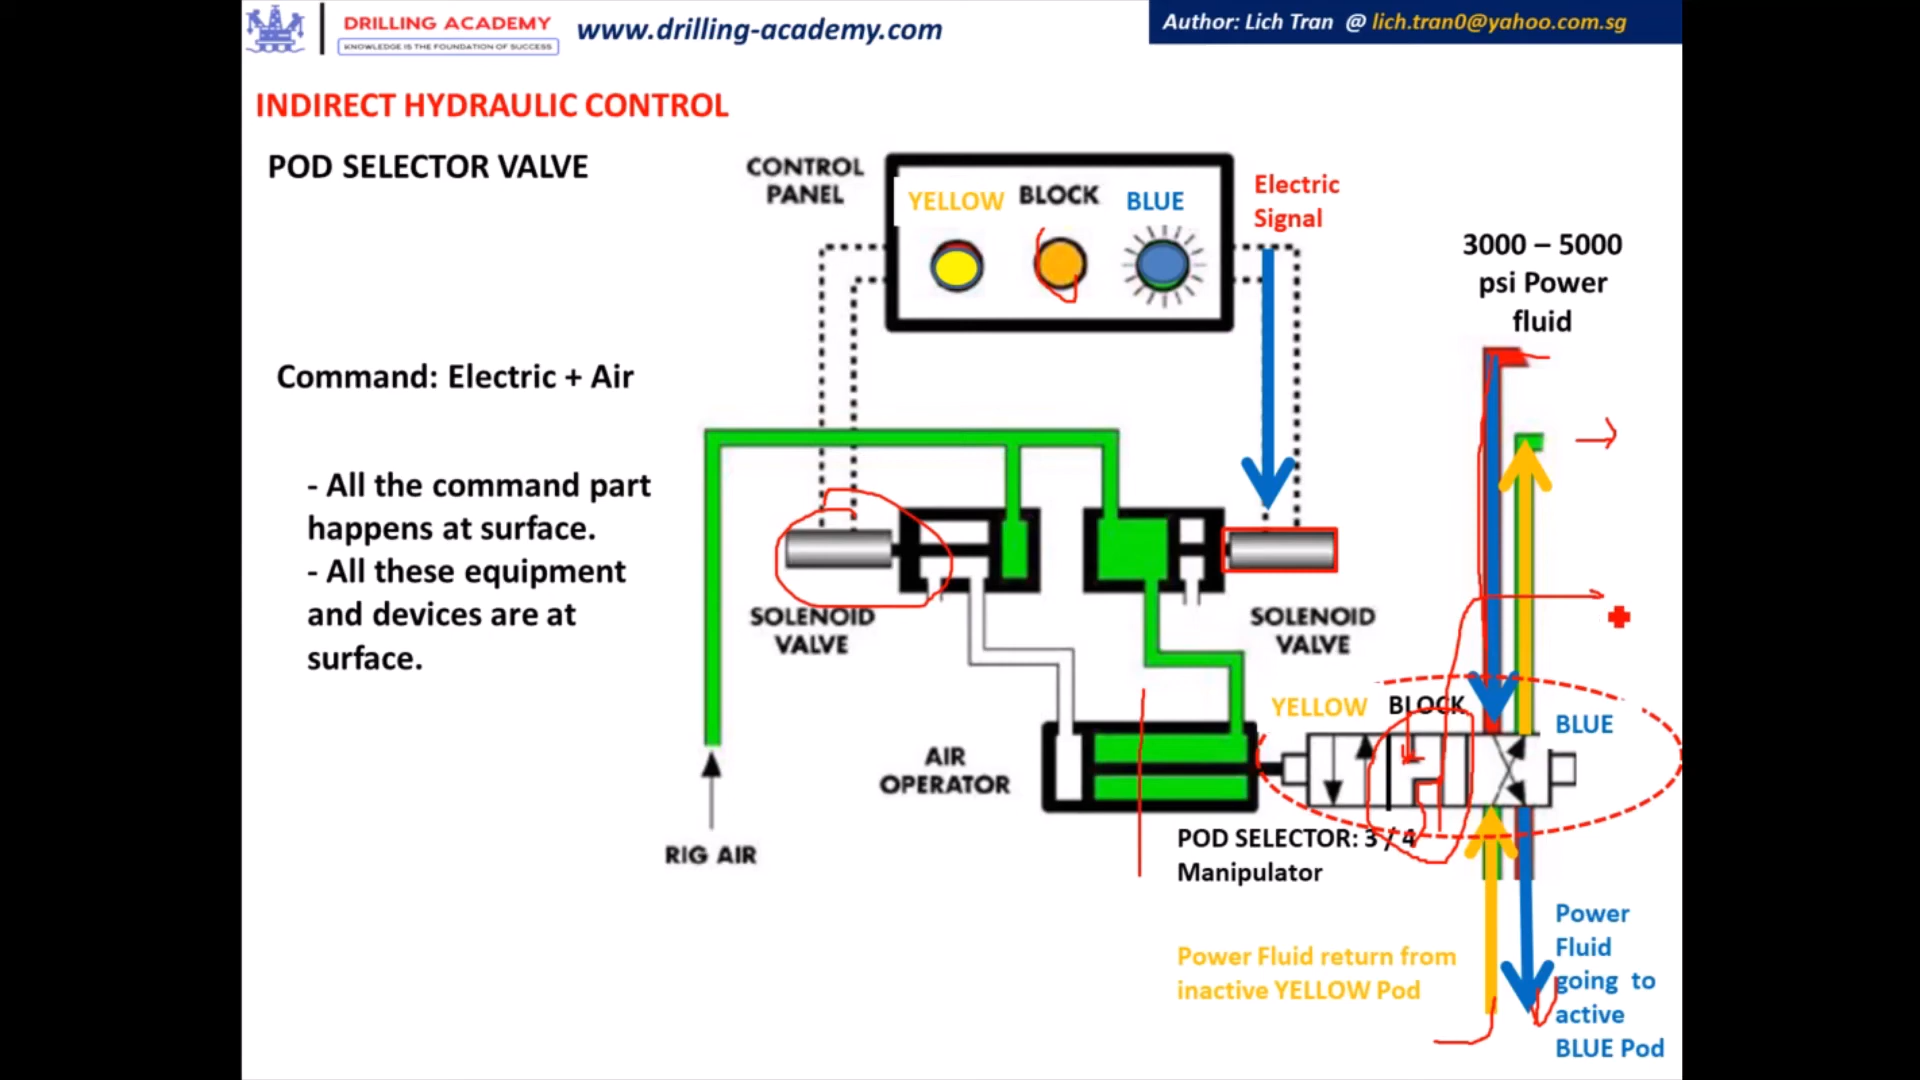 DRILLING ACADEMY
KNOWLEDGE IS THE FOUNDATION OF SUCCESS
www.drilling-academy.com
Author: Lich Tran @ lich.tran0@yahoo.com.sg
INDIRECT HYDRAULIC CONTROL
POD SELECTOR VALVE
CONTROL
PANEL
YELLOW BLOCK BLUE
Electric
Signal
3000 – 5000
psi Power
fluid
Command: Electric + Air
- All the command part
happens at surface.
- All these equipment
and devices are at
surface.
SOLENOID
VALVE
SOLENOID
VALVE
YELLOW BLOCK BLUE
AIR
OPERATOR
RIG AIR
POD SELECTOR: 3 / 4
Manipulator
Power Fluid return from
inactive YELLOW Pod
Power
Fluid
going to
active
BLUE Pod